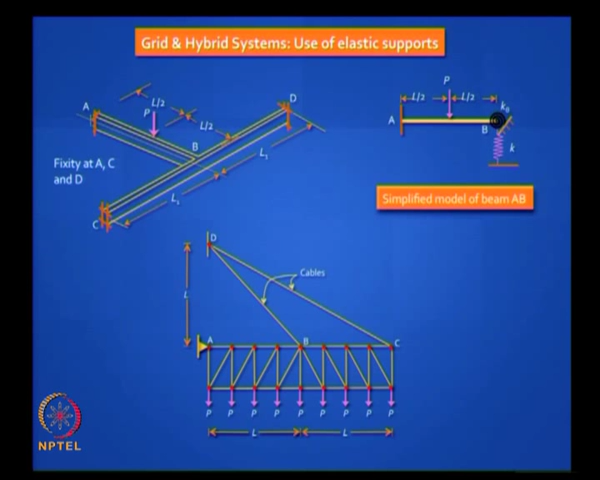 Grid & Hybrid Systems: Use of elastic supports
A
L/2
P
L/2
D
B
Fixity at A, C
and D
L₁
L₁
C
P
L/2
L/2
kθ
A
B
k
Simplified model of beam AB
D
L
Cables
A
B
C
P P P P P P P P P
L
L
NPTEL